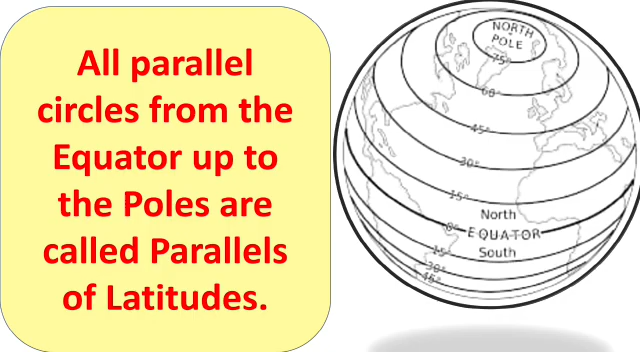 All parallel
circles from the
Equator up to
the Poles are
called Parallels
of Latitudes.
NORTH
POLE
75°
60°
45°
30°
15°
North
0° EQUATOR
South
15°
30°
45°